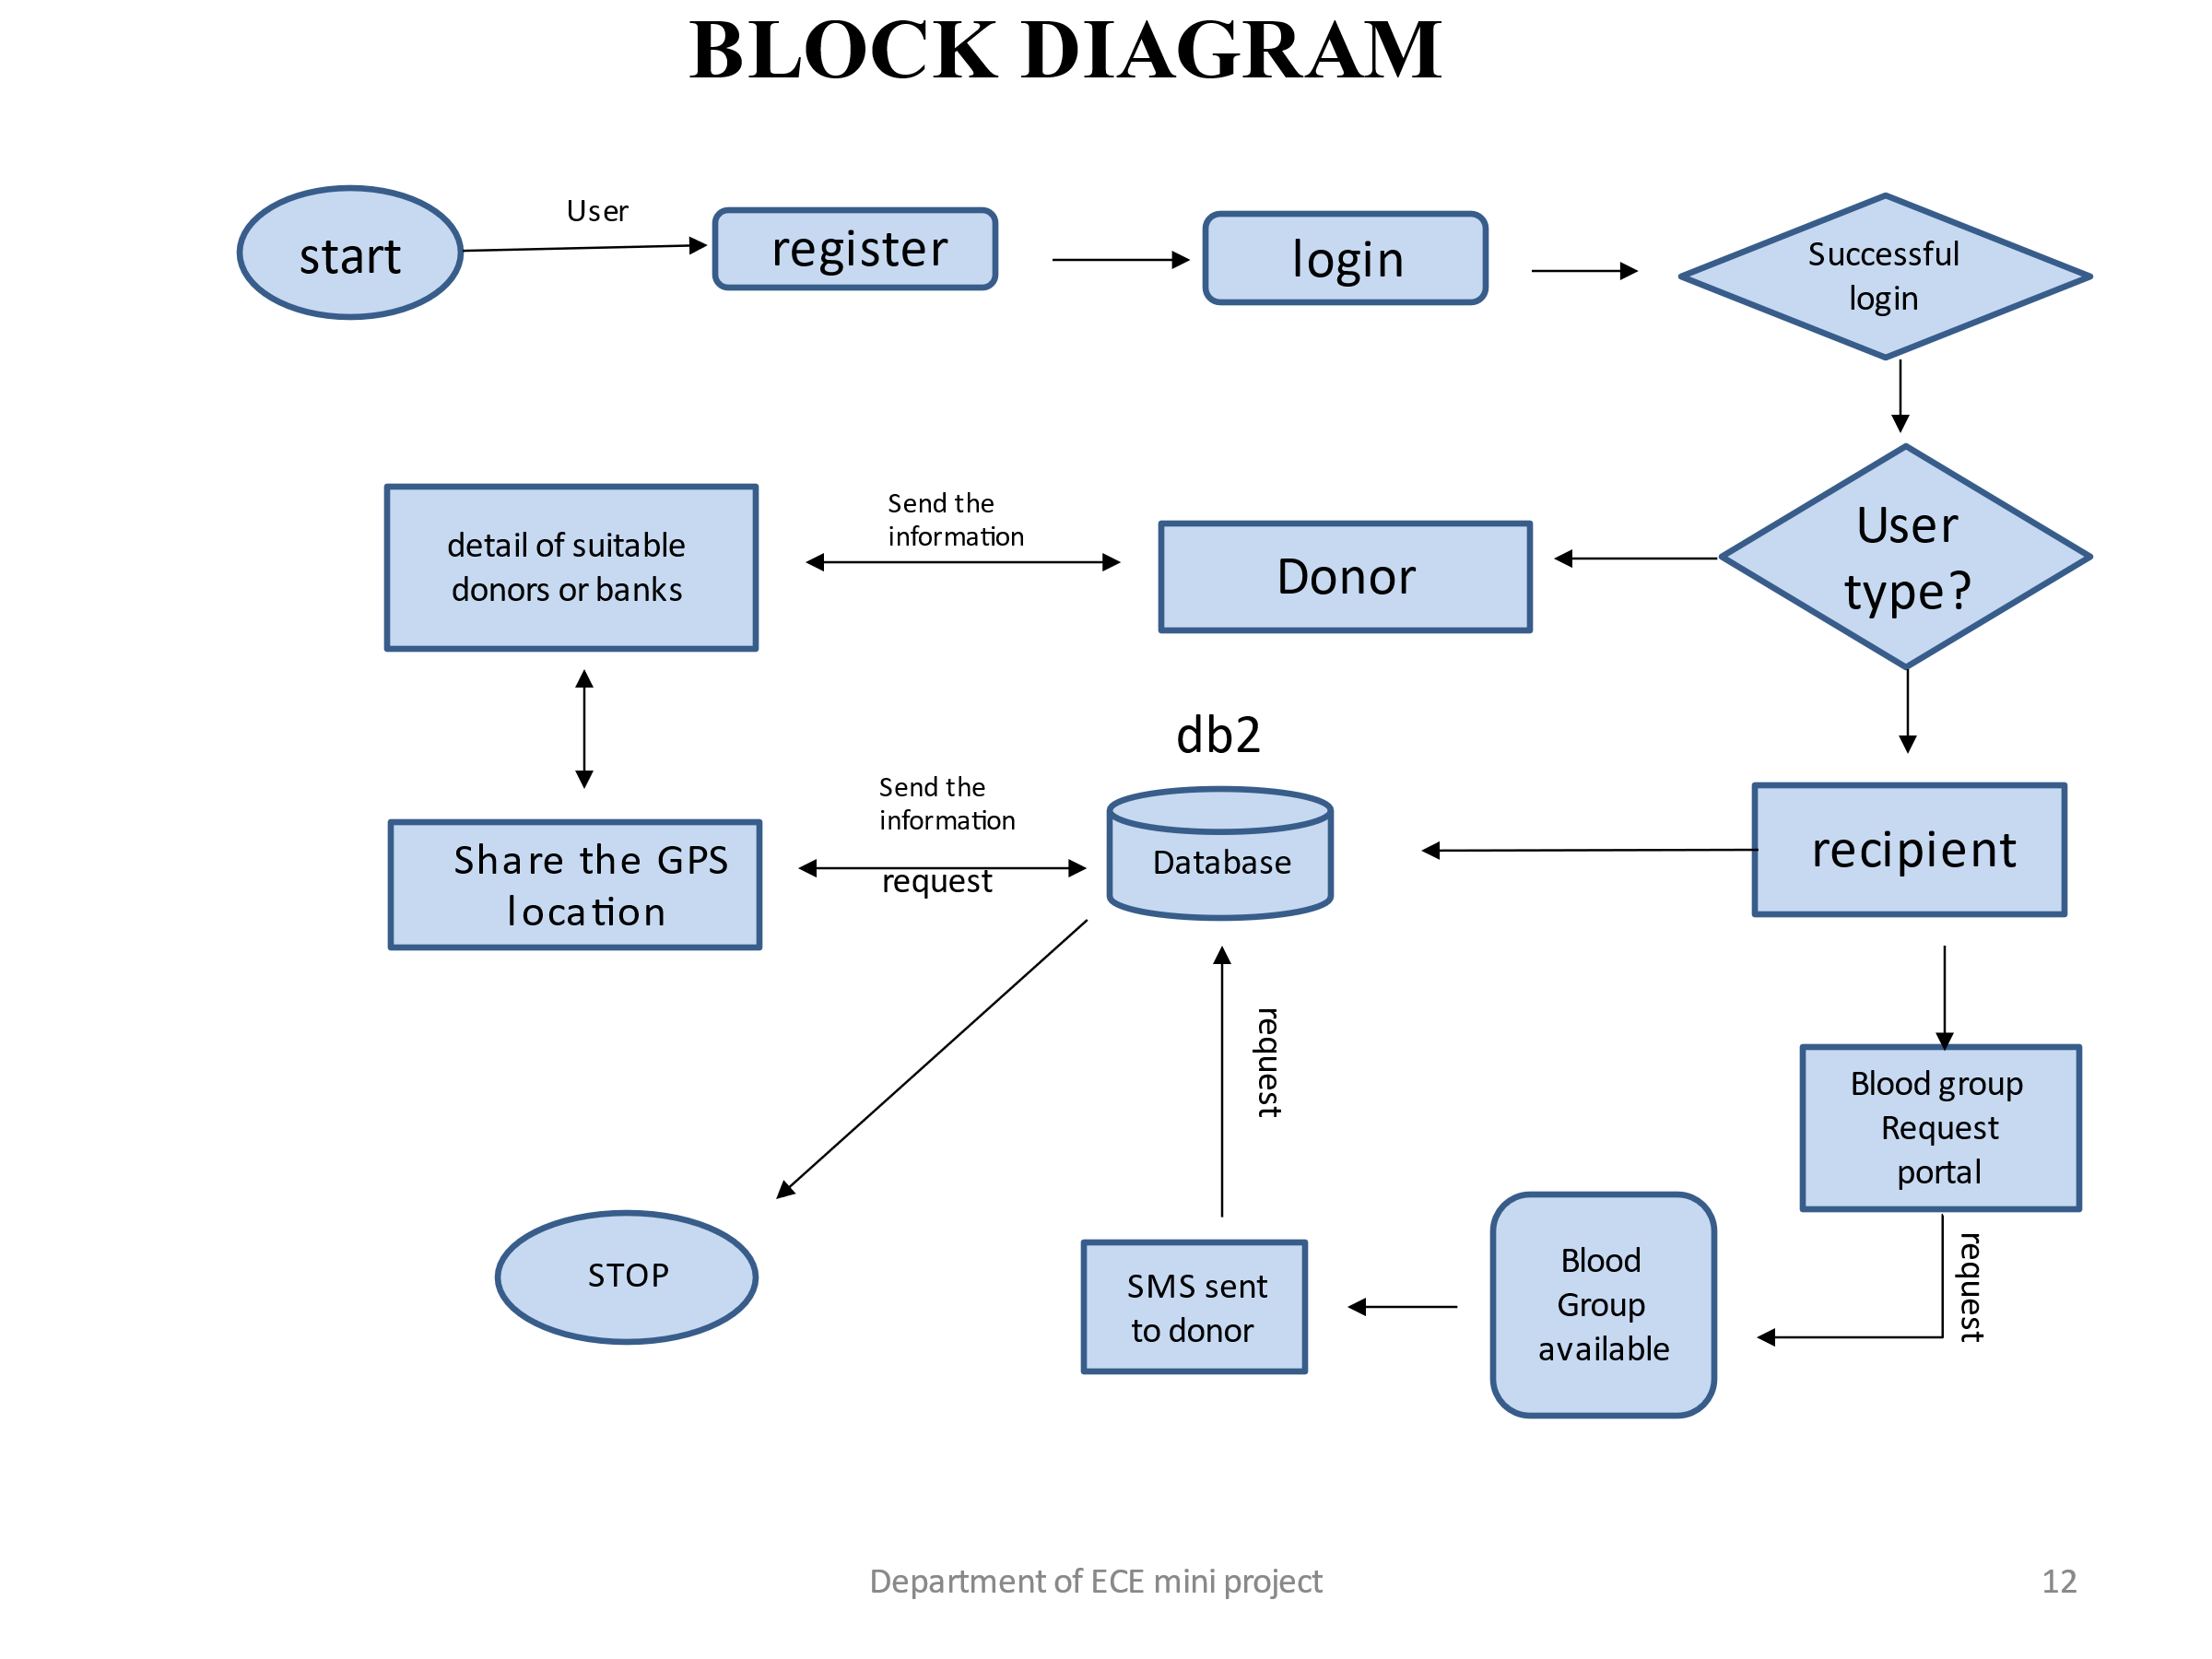 BLOCK DIAGRAM
start
User
register
login
Successful
login
detail of suitable
donors or banks
Send the
information
Donor
User
type?
db2
Share the GPS
location
Send the
information
request
Database
recipient
request
Blood group
Request
portal
request
STOP
SMS sent
to donor
Blood
Group
available
Department of ECE mini project
12